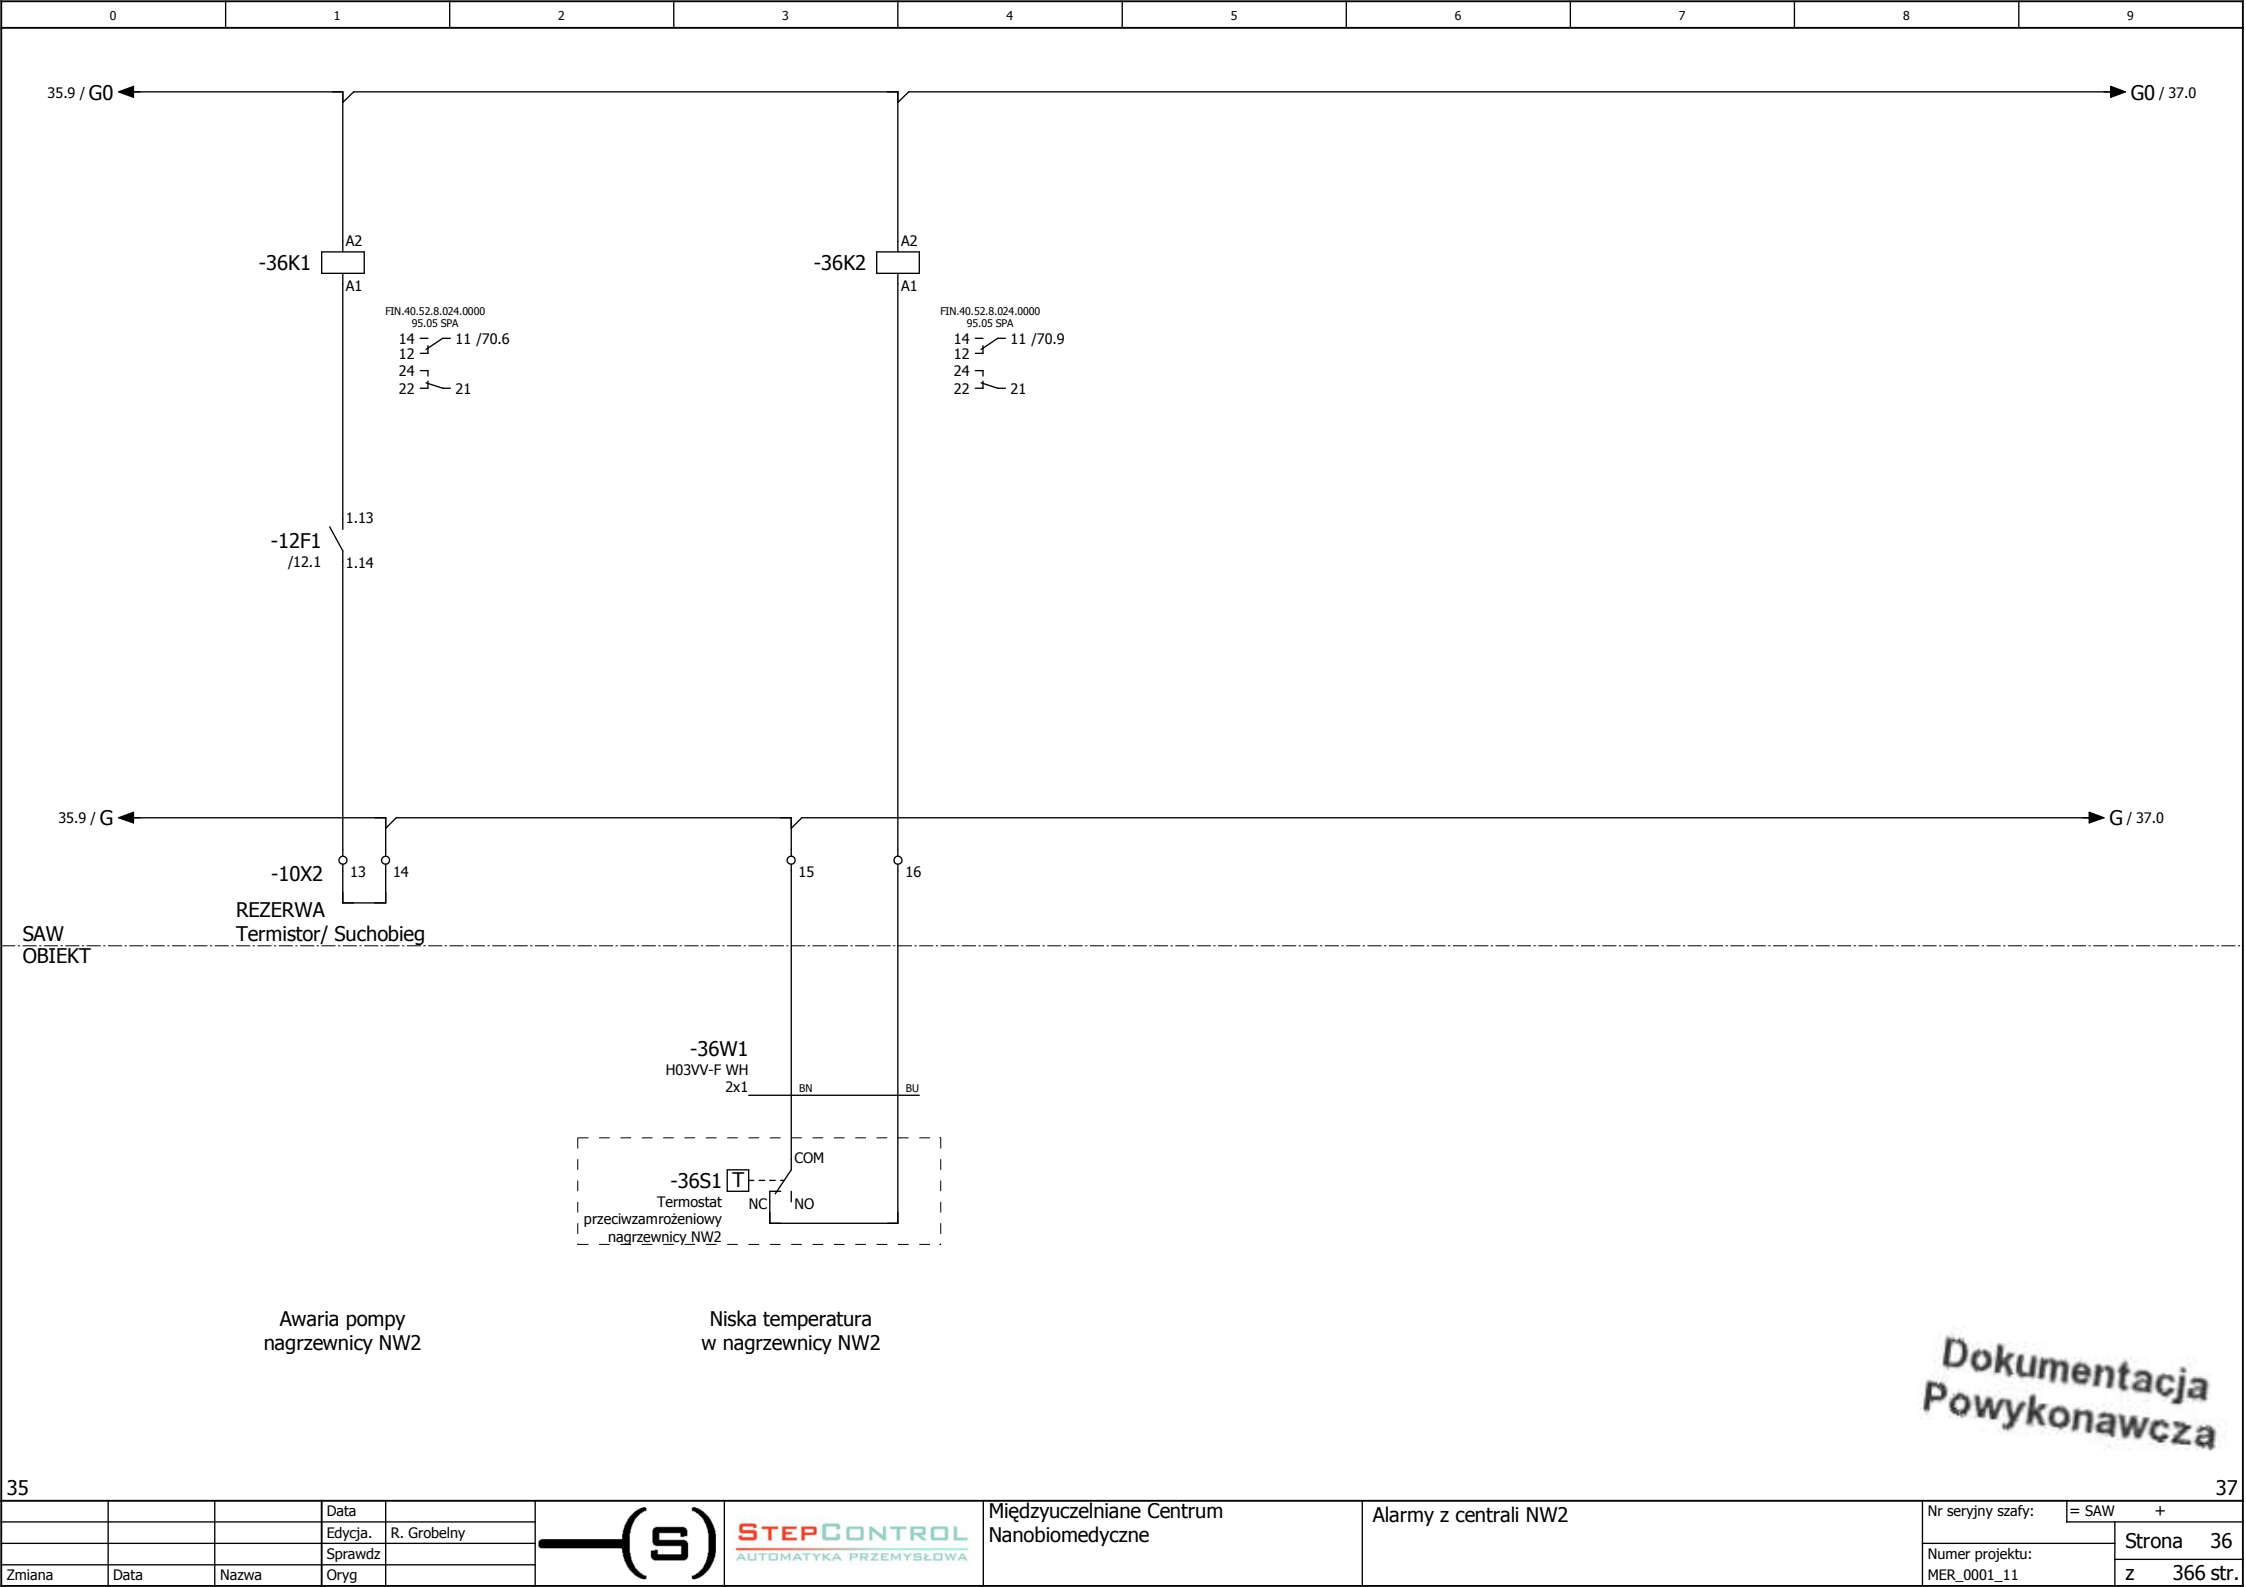 0 1 2 3 4 5 6 7 8 9
35.9 / G0
G0 / 37.0
-36K1
A2
A1
FIN.40.52.8.024.0000
95.05 SPA
14 11 /70.6
12
24
22 21
-36K2
A2
A1
FIN.40.52.8.024.0000
95.05 SPA
14 11 /70.9
12
24
22 21
1.13
-12F1
/12.1
1.14
35.9 / G
G / 37.0
-10X2 13 14 15 16
REZERWA
Termistor/ Suchobieg
SAW
OBIEKT
-36W1
H03VV-F WH
2x1 BN BU
COM
-36S1 T
NC NO
Termostat
przeciwzamrożeniowy
nagrzewnicy NW2
Awaria pompy
nagrzewnicy NW2
Niska temperatura
w nagrzewnicy NW2
Dokumentacja
Powykonawcza
35
37
Data
Edycja. R. Grobelny
Sprawdz
Zmiana Data Nazwa Oryg
(S)
STEPCONTROL
AUTOMATYKA PRZEMYSŁOWA
Międzyuczelniane Centrum
Nanobiomedyczne
Alarmy z centrali NW2
Nr seryjny szafy:
= SAW +
Strona 36
Numer projektu:
MER_0001_11
z 366 str.